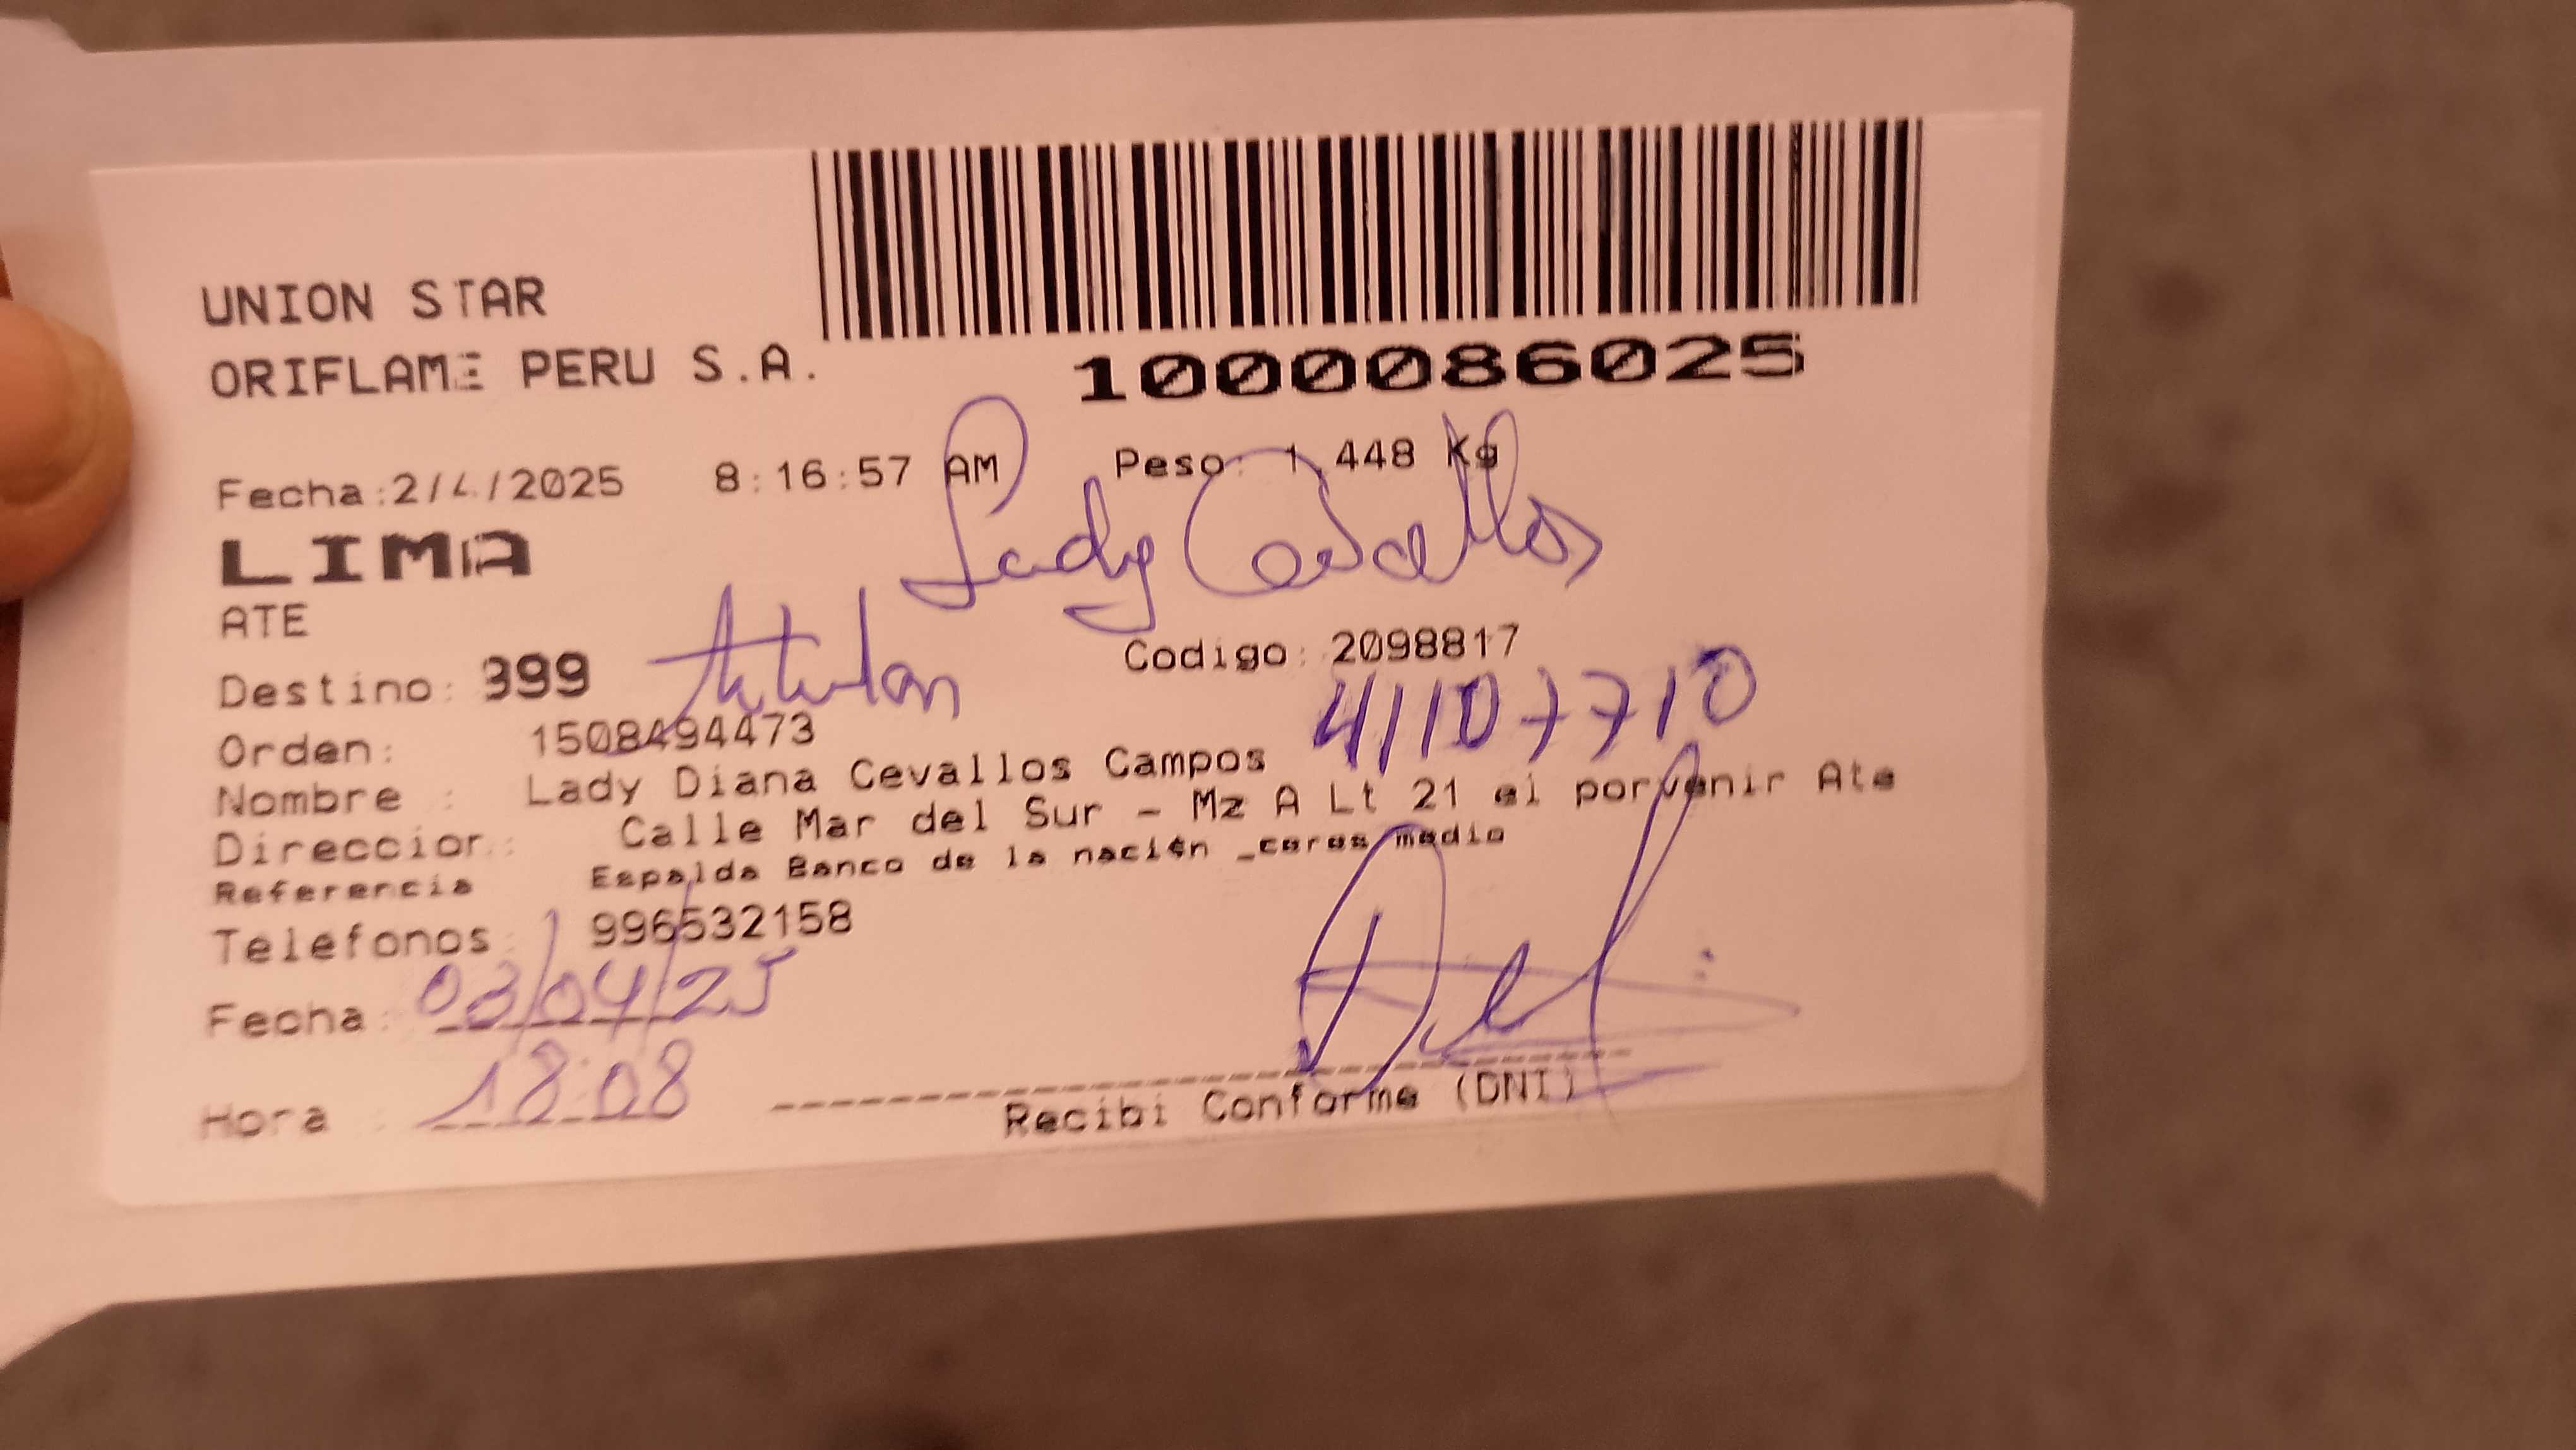 UNION STAR
ORIFLAME PERU S.A.
1000086025
Fecha:2/4/2025 8:16:57 AM Peso: 1.448 Kg
LIMA
Lady Cevallos
ATE
Destino: 399 titular Codigo: 2098817
41107710
Orden: 1508494473
Nombre : Lady Diana Cevallos Campos
Direccion: Calle Mar del Sur - Mz A Lt 21 el porvenir Ate
Referencia Espalda Banco de la nación _ceres medio
Telefonos: 996532158
Fecha: 03/04/25
Hora : 18:08
Recibi Conforme (DNI)